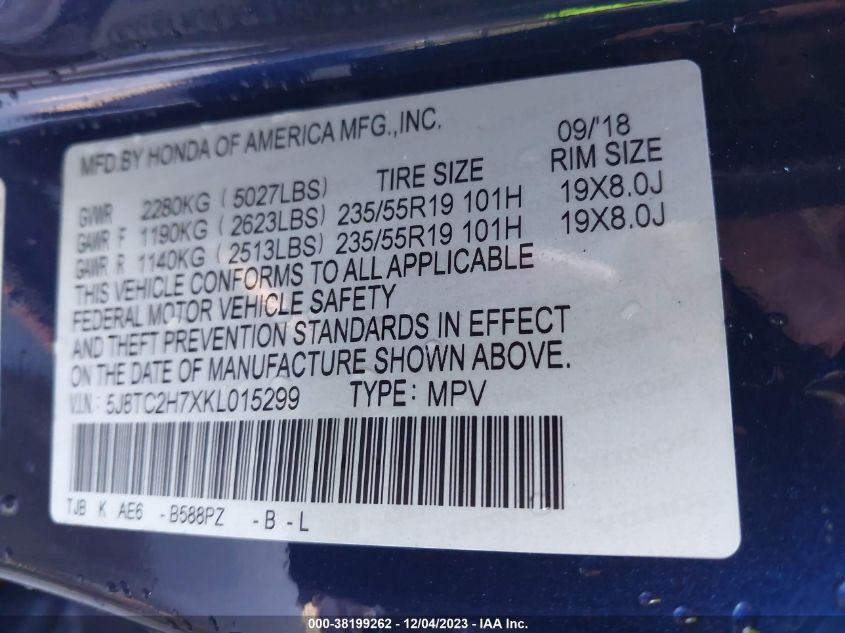 MFD.BY HONDA OF AMERICA MFG.,INC. 09/'18
TIRE SIZE RIM SIZE
GVWR 2280KG (5027LBS)
GAWR F 1190KG (2623LBS) 235/55R19 101H 19X8.0J
GAWR R 1140KG (2513LBS) 235/55R19 101H 19X8.0J
THIS VEHICLE CONFORMS TO ALL APPLICABLE
FEDERAL MOTOR VEHICLE SAFETY
AND THEFT PREVENTION STANDARDS IN EFFECT
ON THE DATE OF MANUFACTURE SHOWN ABOVE.
V.I.N.: 5J8TC2H7XKL015299 TYPE: MPV
TJB K AE6 -B588PZ -B -L
000-38199262 - 12/04/2023 - IAA Inc.